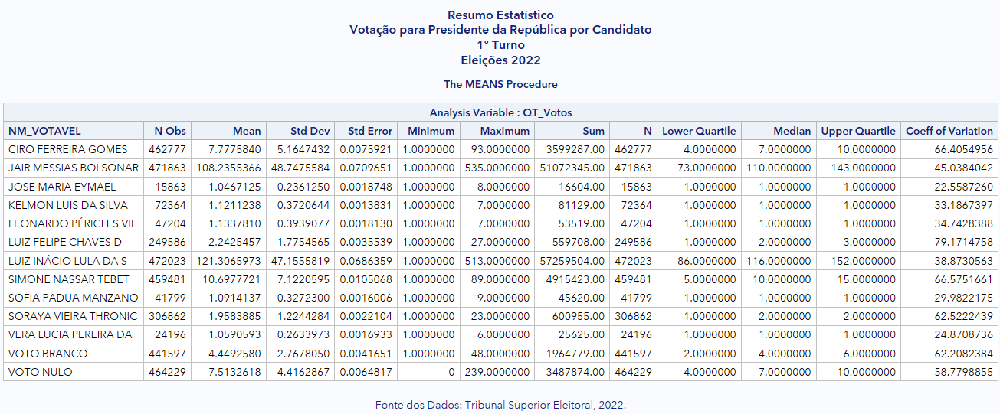 Resumo Estatístico
Votação para Presidente da República por Candidato
1º Turno
Eleições 2022
The MEANS Procedure
Analysis Variable : QT_Votos
NM_VOTAVEL N Obs Mean Std Dev Std Error Minimum Maximum Sum N Lower Quartile Median Upper Quartile Coeff of Variation
CIRO FERREIRA GOMES 462777 7.7775840 5.1647432 0.0075921 1.0000000 93.0000000 3599287.00 462777 4.0000000 7.0000000 10.0000000 66.4054956
JAIR MESSIAS BOLSONAR 471863 108.2355366 48.7475584 0.0709651 1.0000000 535.0000000 51072345.00 471863 73.0000000 110.0000000 143.0000000 45.0384042
JOSE MARIA EYMAEL 15863 1.0467125 0.2361250 0.0018748 1.0000000 8.0000000 16604.00 15863 1.0000000 1.0000000 1.0000000 22.5587260
KELMON LUIS DA SILVA 72364 1.1211238 0.3720644 0.0013831 1.0000000 7.0000000 81129.00 72364 1.0000000 1.0000000 1.0000000 33.1867397
LEONARDO PÉRICLES VIE 47204 1.1337810 0.3939077 0.0018130 1.0000000 7.0000000 53519.00 47204 1.0000000 1.0000000 1.0000000 34.7428388
LUIZ FELIPE CHAVES D 249586 2.2425457 1.7754565 0.0035539 1.0000000 27.0000000 559708.00 249586 1.0000000 2.0000000 3.0000000 79.1714758
LUIZ INÁCIO LULA DA S 472023 121.3065973 47.1555819 0.0686359 1.0000000 513.0000000 57259504.00 472023 86.0000000 116.0000000 152.0000000 38.8730563
SIMONE NASSAR TEBET 459481 10.6977721 7.1220595 0.0105068 1.0000000 89.0000000 4915423.00 459481 5.0000000 10.0000000 15.0000000 66.5751661
SOFIA PADUA MANZANO 41799 1.0914137 0.3272300 0.0016006 1.0000000 9.0000000 45620.00 41799 1.0000000 1.0000000 1.0000000 29.9822175
SORAYA VIEIRA THRONIC 306862 1.9583885 1.2244284 0.0022104 1.0000000 23.0000000 600955.00 306862 1.0000000 2.0000000 2.0000000 62.5222439
VERA LUCIA PEREIRA DA 24196 1.0590593 0.2633973 0.0016933 1.0000000 6.0000000 25625.00 24196 1.0000000 1.0000000 1.0000000 24.8708736
VOTO BRANCO 441597 4.4492580 2.7678050 0.0041651 1.0000000 48.0000000 1964779.00 441597 2.0000000 4.0000000 6.0000000 62.2082384
VOTO NULO 464229 7.5132618 4.4162867 0.0064817 0 239.0000000 3487874.00 464229 4.0000000 7.0000000 10.0000000 58.7798855
Fonte dos Dados: Tribunal Superior Eleitoral, 2022.